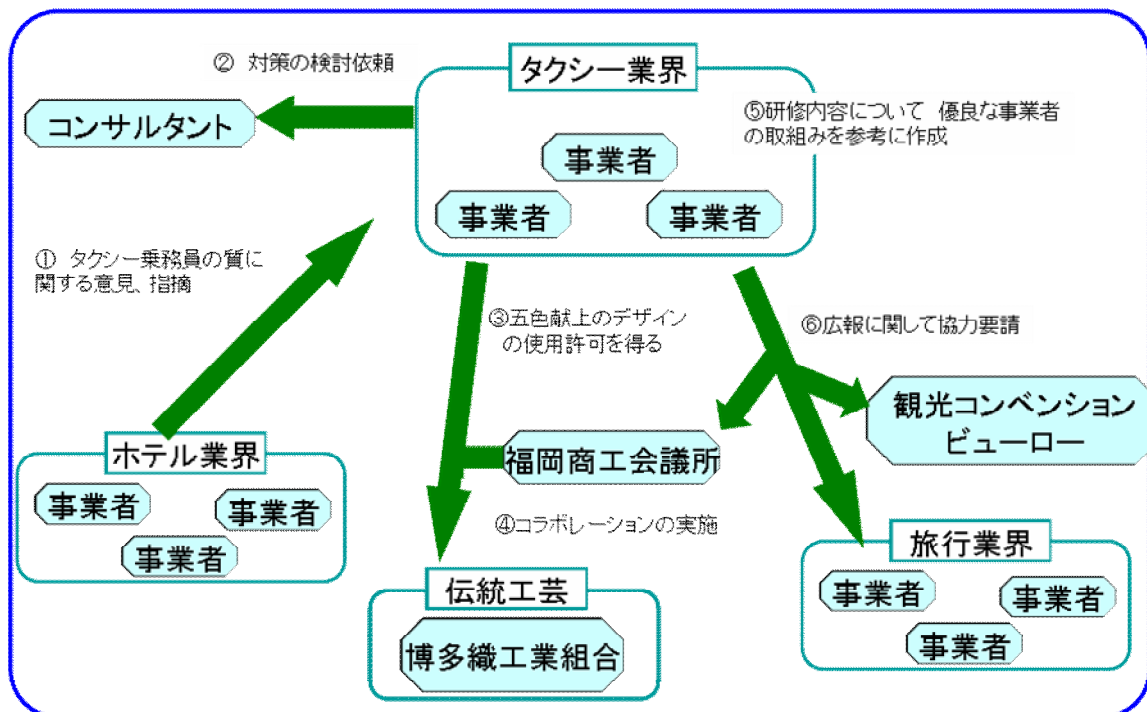 ② 対策の検討依頼
タクシー業界
コンサルタント
⑤研修内容について 優良な事業者
の取組みを参考に作成
事業者
事業者
事業者
① タクシー乗務員の質に
関する意見、指摘
③五色献上のデザイン
の使用許可を得る
⑥広報に関して協力要請
観光コンベンション
ビューロー
ホテル業界
福岡商工会議所
事業者
事業者
事業者
④コラボレーションの実施
旅行業界
伝統工芸
事業者
事業者
事業者
博多織工業組合